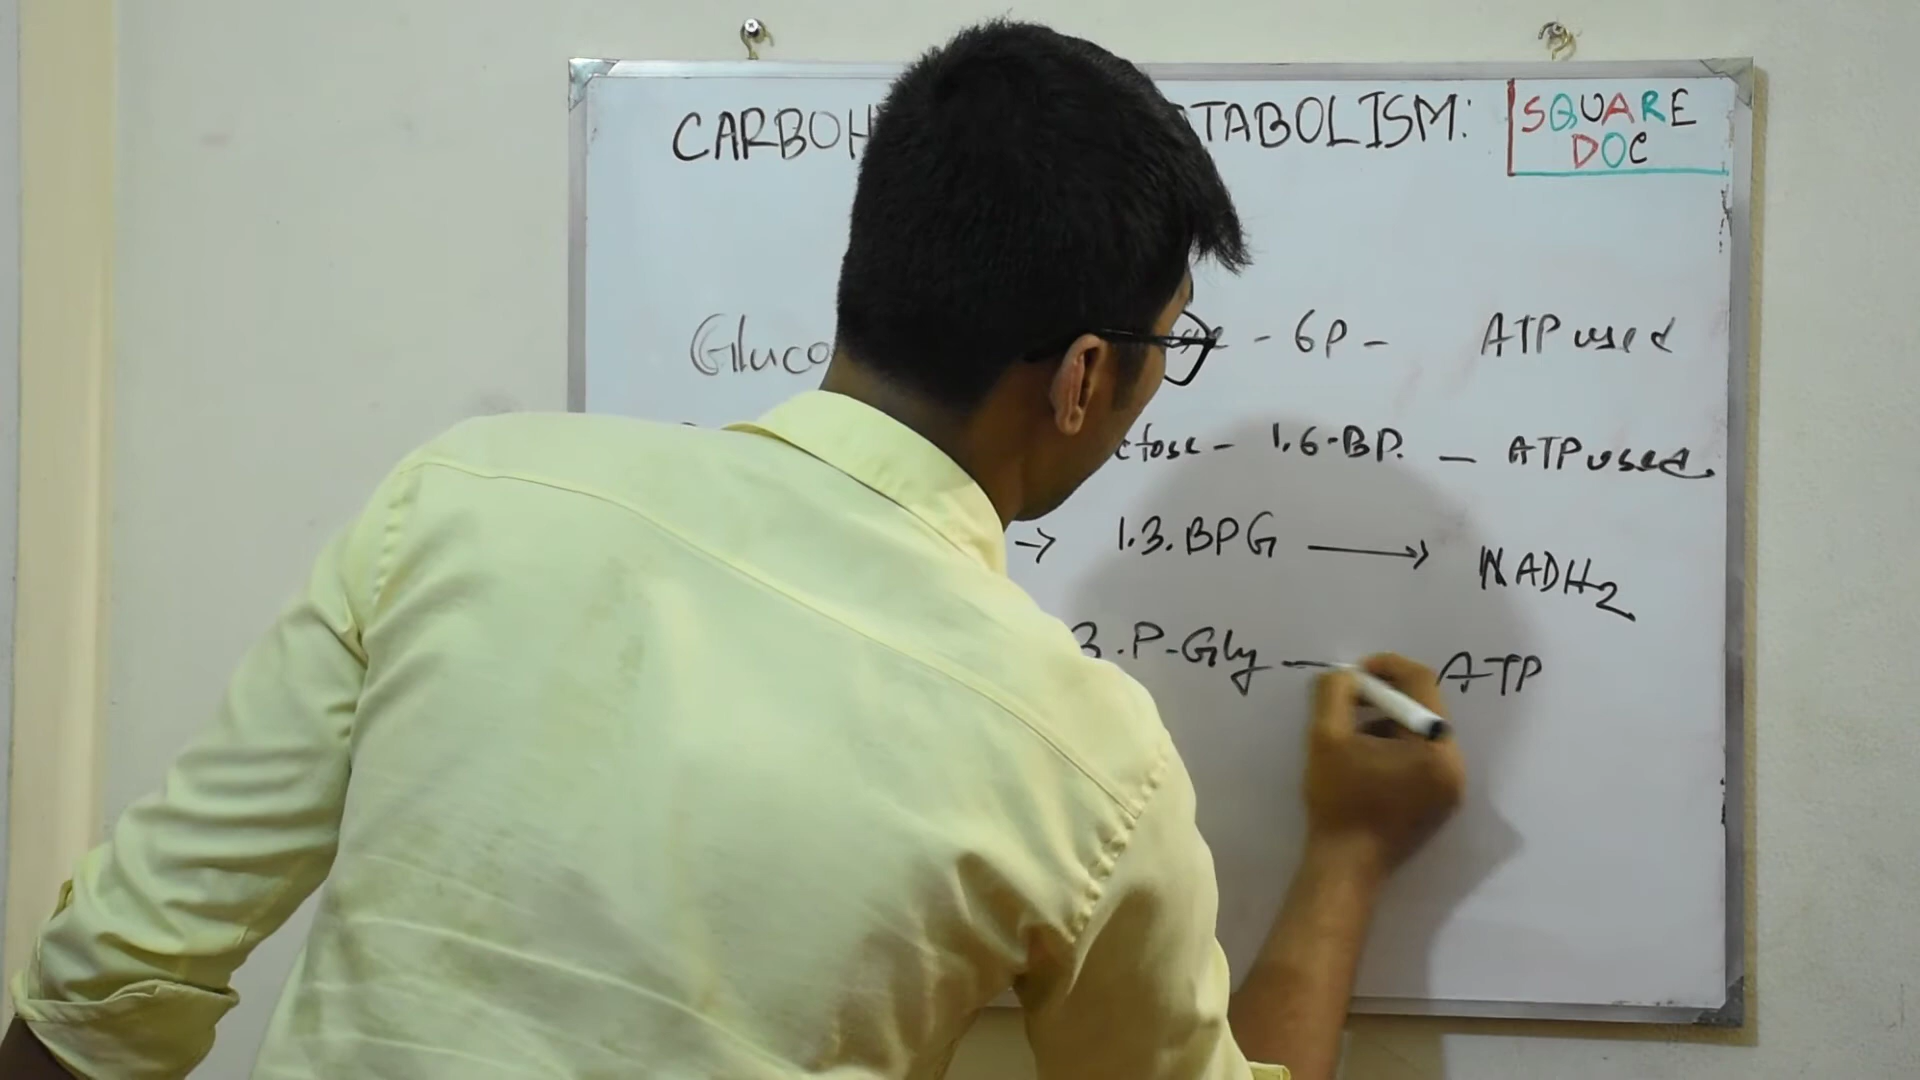 CARBOH TABOLISM:
SQUARE
DOC
Gluco - 6P - ATP used
ctose - 1.6-BP. - ATP used.
→ 1.3.BPG → NADH2
3.P-Gly - ATP